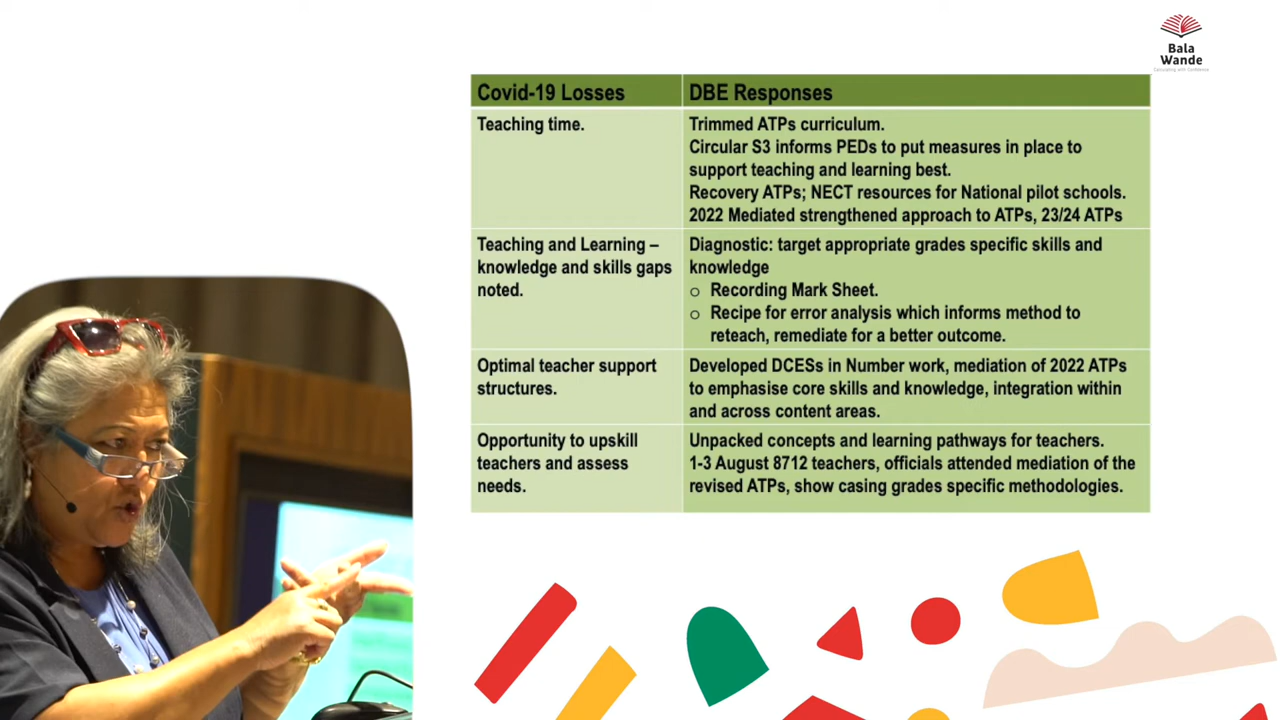 Bala
Wande
Calculating with Confidence
Covid-19 Losses
DBE Responses
Teaching time.
Trimmed ATPs curriculum.
Circular S3 informs PEDs to put measures in place to
support teaching and learning best.
Recovery ATPs; NECT resources for National pilot schools.
2022 Mediated strengthened approach to ATPs, 23/24 ATPs
Teaching and Learning –
knowledge and skills gaps
noted.
Diagnostic: target appropriate grades specific skills and
knowledge
o Recording Mark Sheet.
o Recipe for error analysis which informs method to
reteach, remediate for a better outcome.
Optimal teacher support
structures.
Developed DCESs in Number work, mediation of 2022 ATPs
to emphasise core skills and knowledge, integration within
and across content areas.
Opportunity to upskill
teachers and assess
needs.
Unpacked concepts and learning pathways for teachers.
1-3 August 8712 teachers, officials attended mediation of the
revised ATPs, show casing grades specific methodologies.